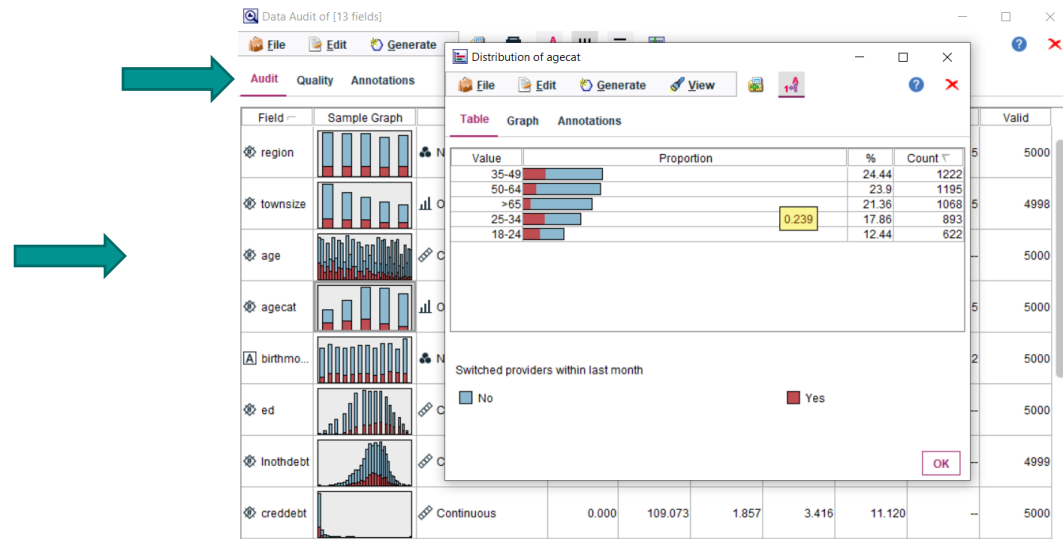 Data Audit of [13 fields]
File Edit Generate
Audit Quality Annotations
Field Sample Graph Valid
region N 5 5000
townsize O 5 4998
age C -- 5000
agecat O 5 5000
birthmo... N 2 5000
ed C -- 5000
lnothdebt C -- 4999
creddebt Continuous 0.000 109.073 1.857 3.416 11.120 -- 5000
Distribution of agecat
File Edit Generate View
Table Graph Annotations
Value Proportion % Count
35-49 24.44 1222
50-64 23.9 1195
>65 21.36 1068
25-34 0.239 17.86 893
18-24 12.44 622
Switched providers within last month
No Yes
OK